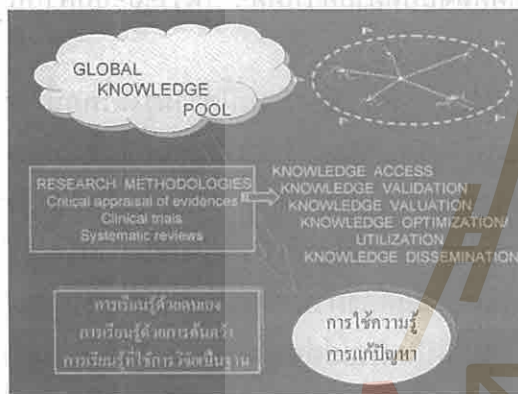 GLOBAL
KNOWLEDGE
POOL
RESEARCH METHODOLOGIES
Critical appraisal of evidences
Clinical trials
Systematic reviews
KNOWLEDGE ACCESS
KNOWLEDGE VALIDATION
KNOWLEDGE VALUATION
KNOWLEDGE OPTIMIZATION/
UTILIZATION
KNOWLEDGE DISSEMINATION
การเรียนรู้ด้วยตนเอง
การเรียนรู้ด้วยการค้นคว้า
การเรียนรู้ที่ใช้การวิจัยเป็นฐาน
การใช้ความรู้
การแก้ปัญหา